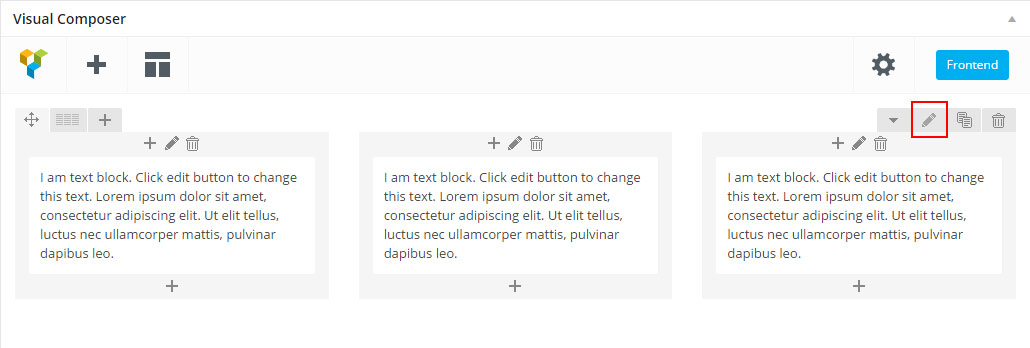 Visual Composer
Frontend
I am text block. Click edit button to change
this text. Lorem ipsum dolor sit amet,
consectetur adipiscing elit. Ut elit tellus,
luctus nec ullamcorper mattis, pulvinar
dapibus leo.
I am text block. Click edit button to change
this text. Lorem ipsum dolor sit amet,
consectetur adipiscing elit. Ut elit tellus,
luctus nec ullamcorper mattis, pulvinar
dapibus leo.
I am text block. Click edit button to change
this text. Lorem ipsum dolor sit amet,
consectetur adipiscing elit. Ut elit tellus,
luctus nec ullamcorper mattis, pulvinar
dapibus leo.